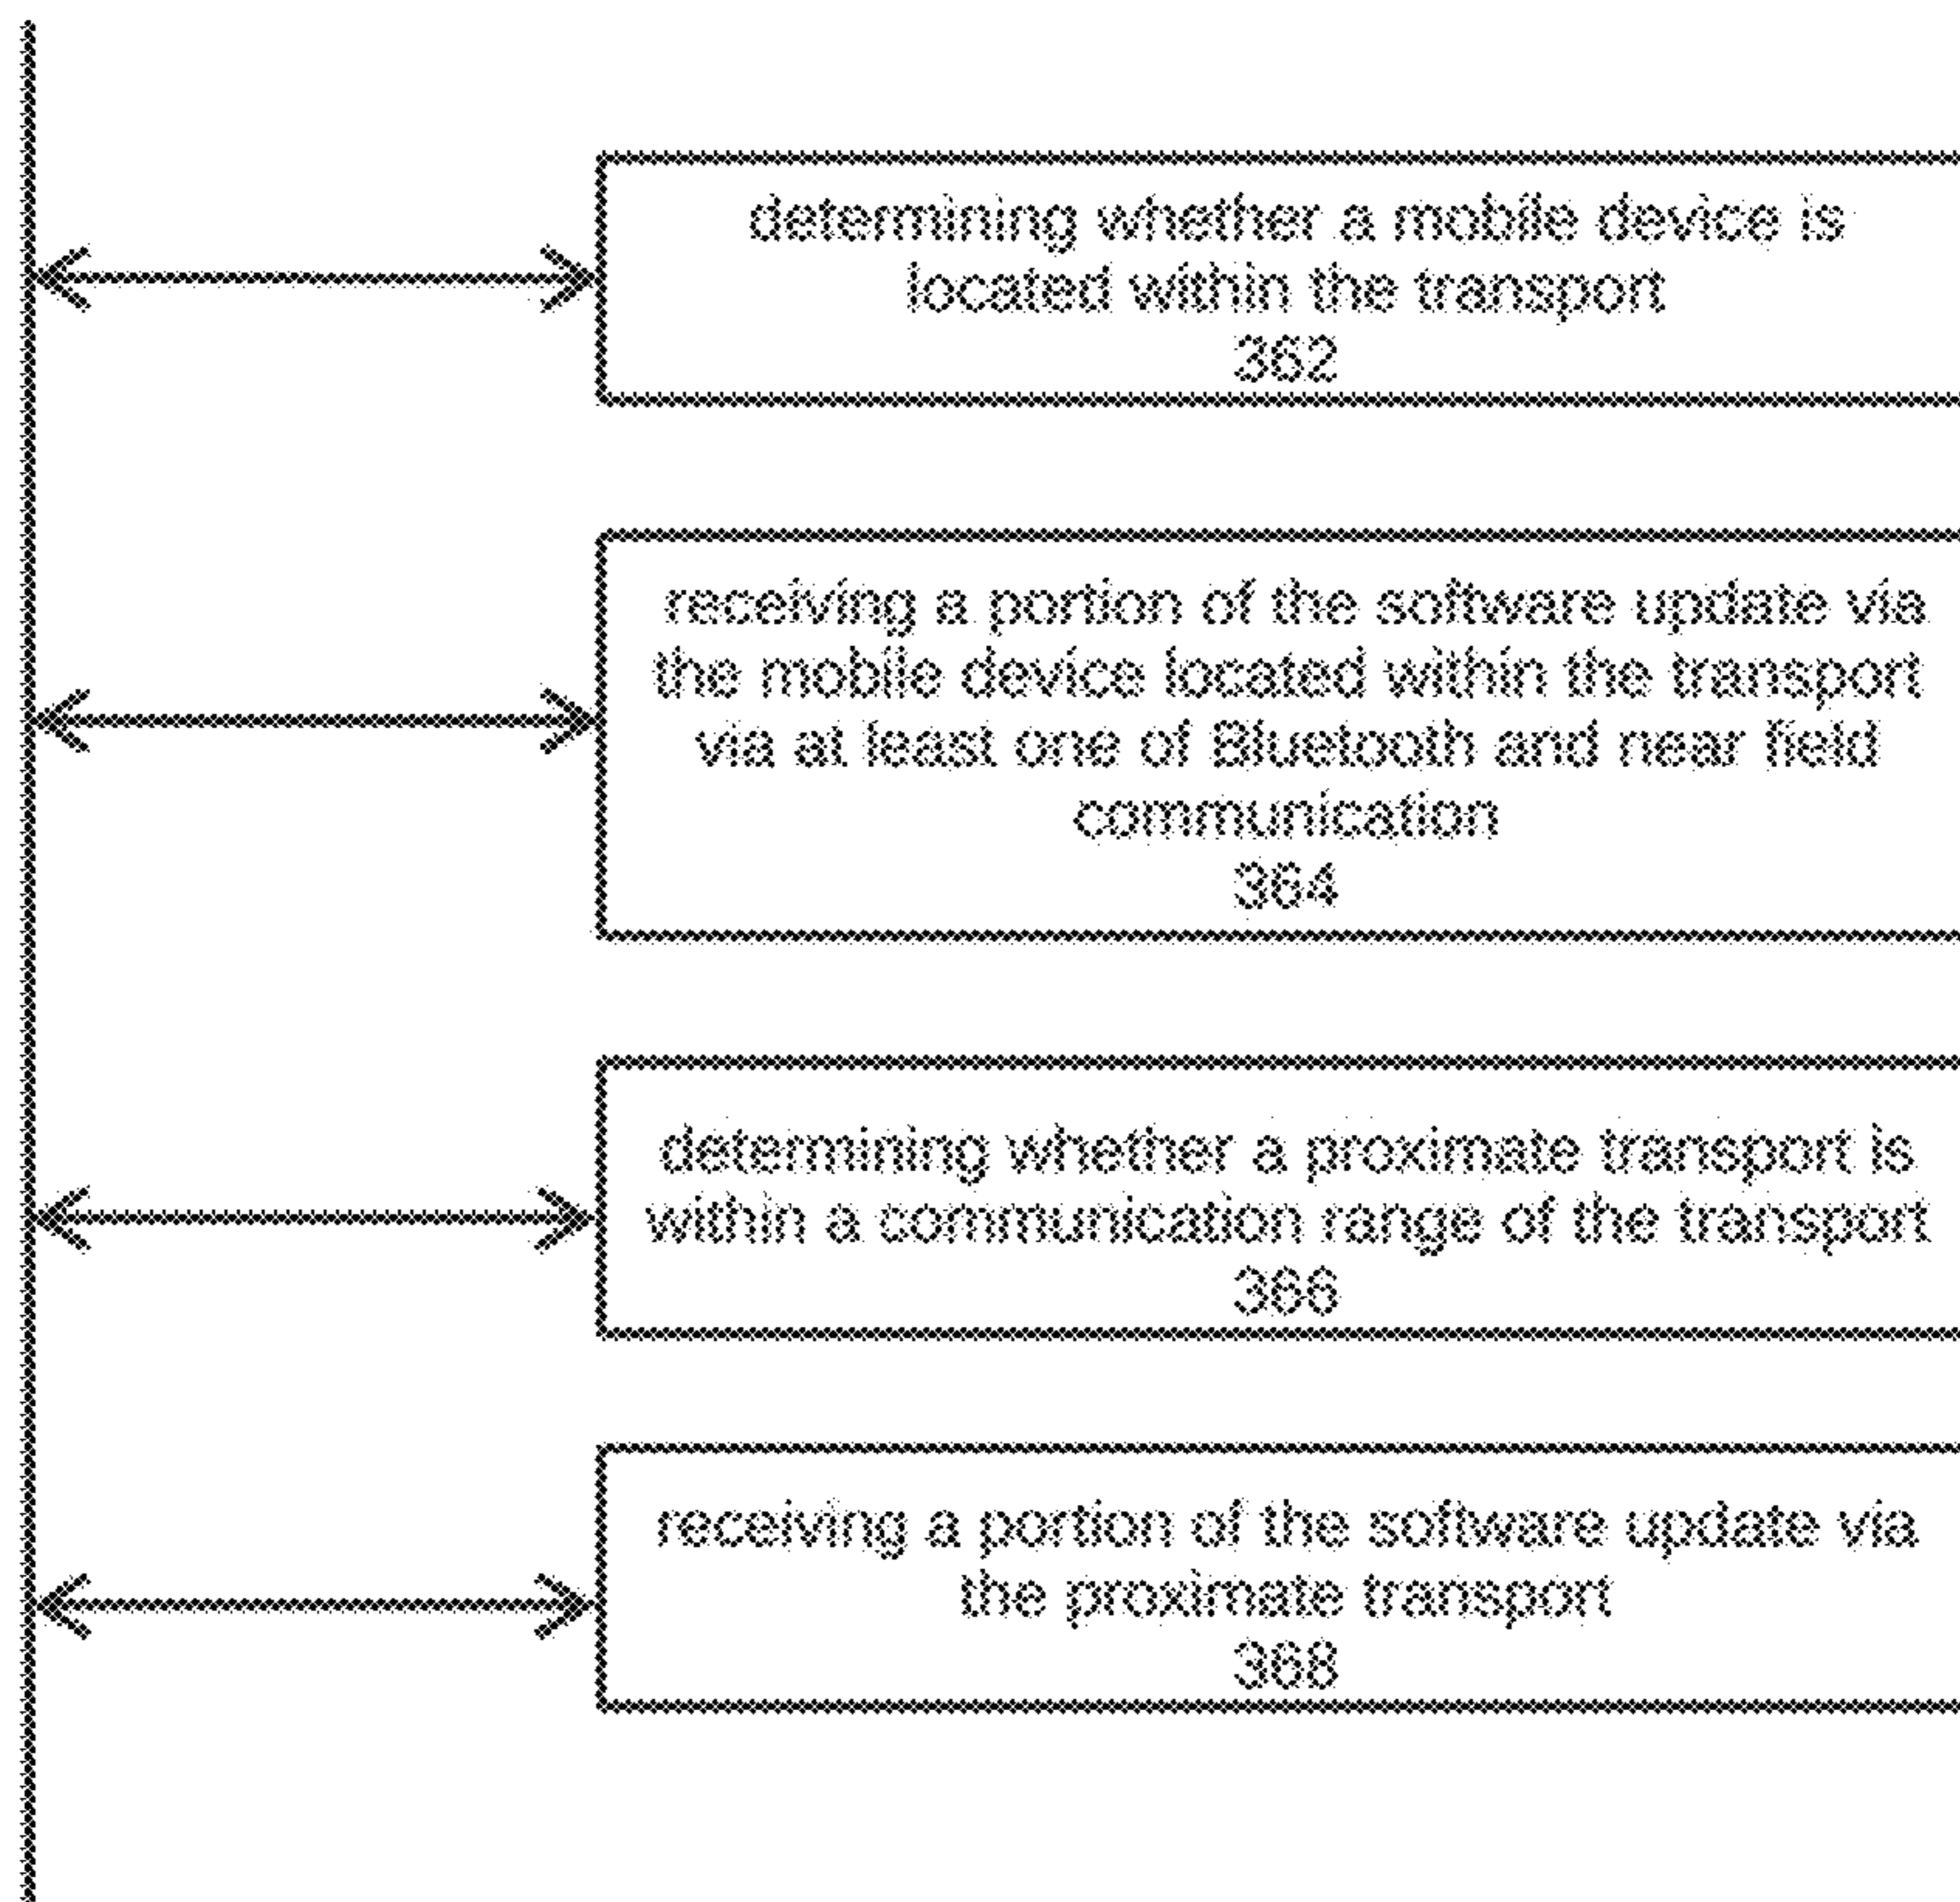 determining whether a mobile device is
located within the transport
362
receiving a portion of the software update via
the mobile device located within the transport
via at least one of Bluetooth and near field
communication
364
determining whether a proximate transport is
within a communication range of the transport
366
receiving a portion of the software update via
the proximate transport
368